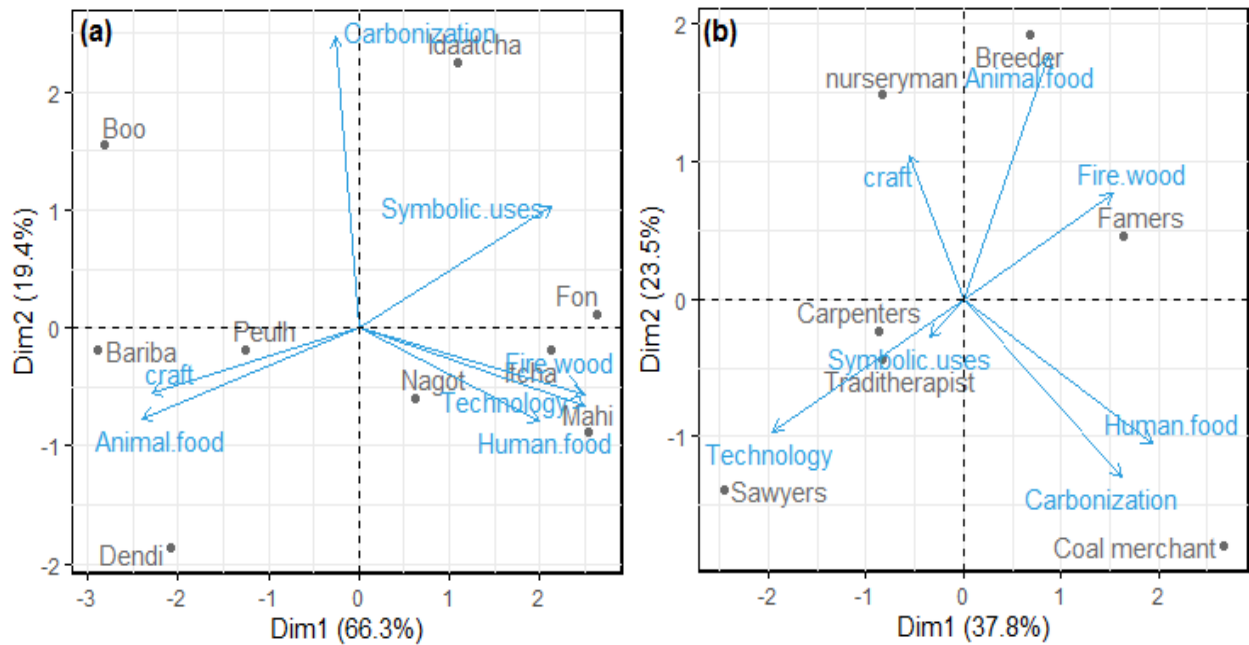 (a)
Carbonization
Idaatcha
Boo
Symbolic.uses
Fon
Peulh
Bariba
craft
Fire.wood
Itcha
Nagot
Technology
Mahi
Animal.food
Human.food
Dendi
2
1
0
-1
-2
Dim2 (19.4%)
-3 -2 -1 0 1 2
Dim1 (66.3%)
(b)
Breeder
nurseryman
Animal.food
craft
Fire.wood
Famers
Carpenters
Symbolic.uses
Traditherapist
Human.food
Technology
Sawyers
Carbonization
Coal merchant
2
1
0
-1
Dim2 (23.5%)
-2 -1 0 1 2
Dim1 (37.8%)